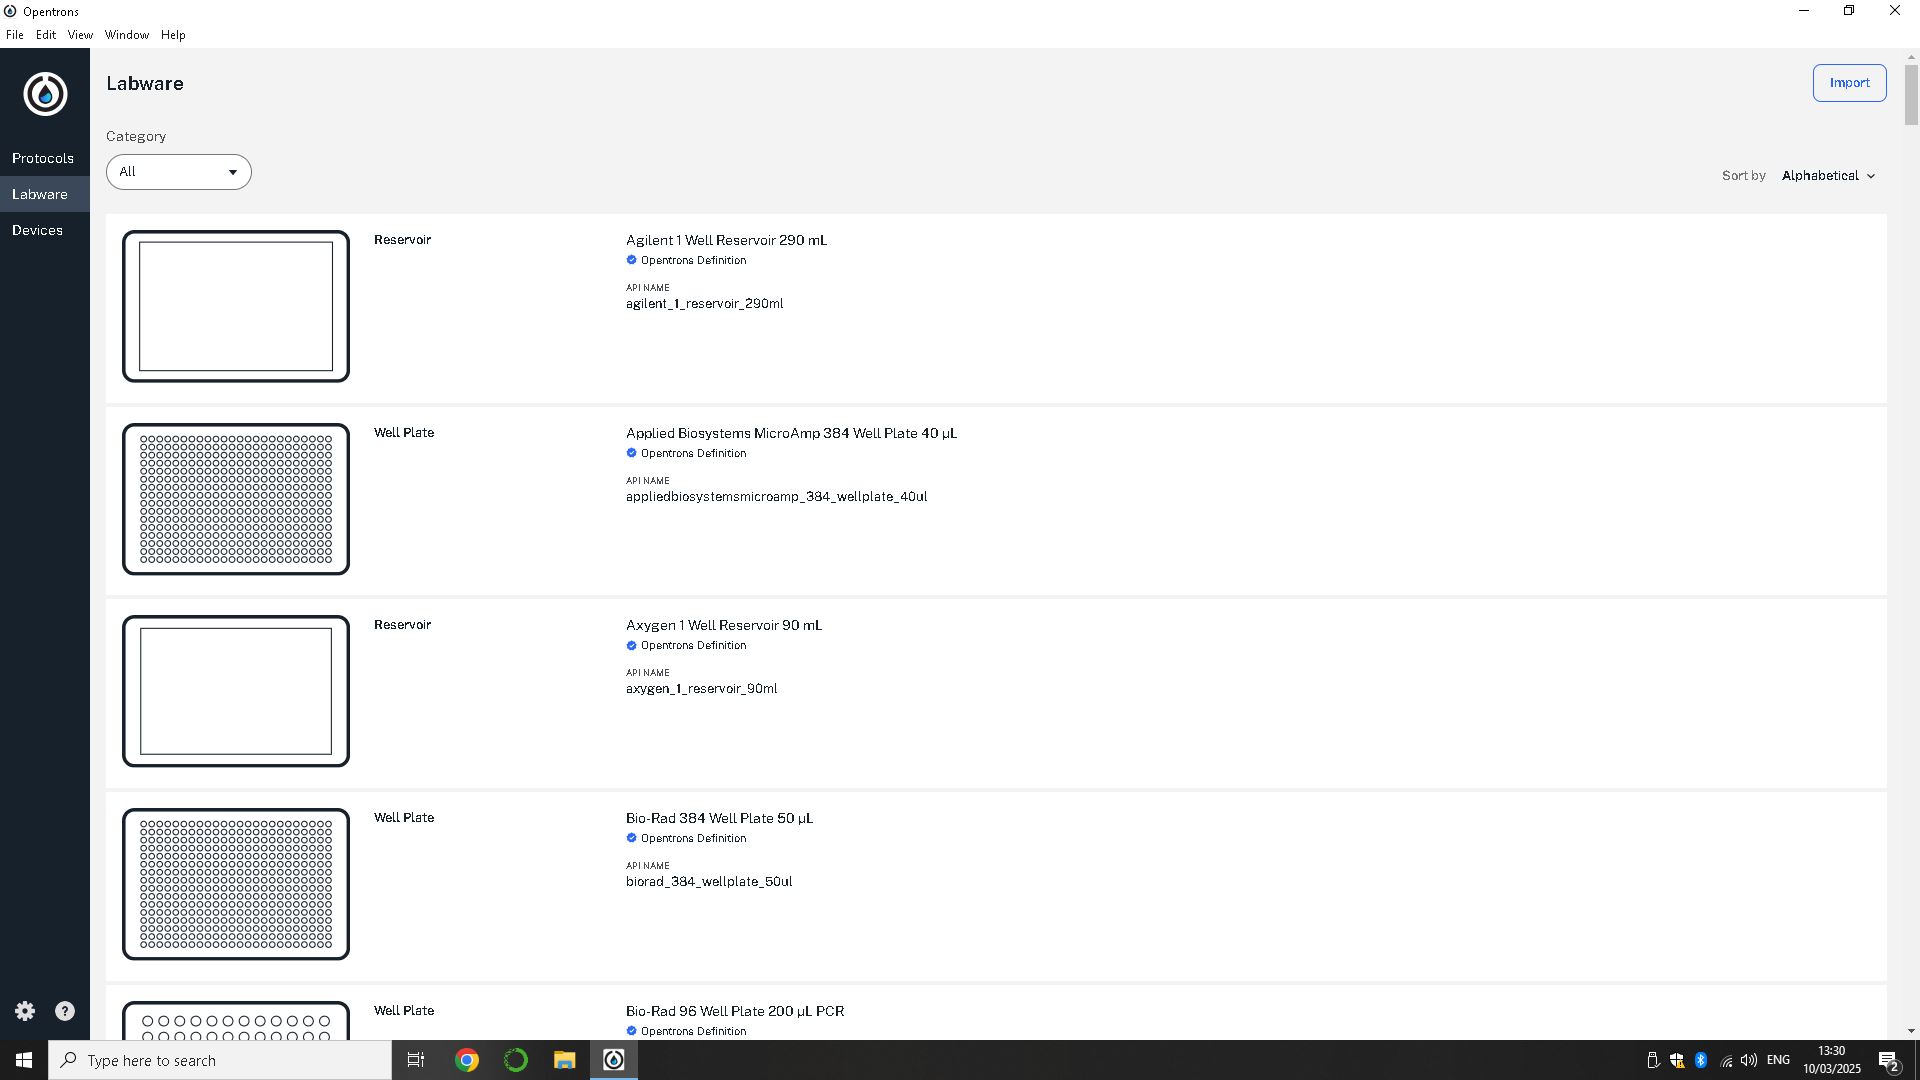 Opentrons
File Edit View Window Help
Labware
Import
Category
All
Sort by Alphabetical
Protocols
Labware
Devices
Reservoir
Agilent 1 Well Reservoir 290 mL
Opentrons Definition
API NAME
agilent_1_reservoir_290ml
Well Plate
Applied Biosystems MicroAmp 384 Well Plate 40 µL
Opentrons Definition
API NAME
appliedbiosystemsmicroamp_384_wellplate_40ul
Reservoir
Axygen 1 Well Reservoir 90 mL
Opentrons Definition
API NAME
axygen_1_reservoir_90ml
Well Plate
Bio-Rad 384 Well Plate 50 µL
Opentrons Definition
API NAME
biorad_384_wellplate_50ul
Well Plate
Bio-Rad 96 Well Plate 200 µL PCR
Opentrons Definition
?
Type here to search
ENG
13:30
10/03/2025
2